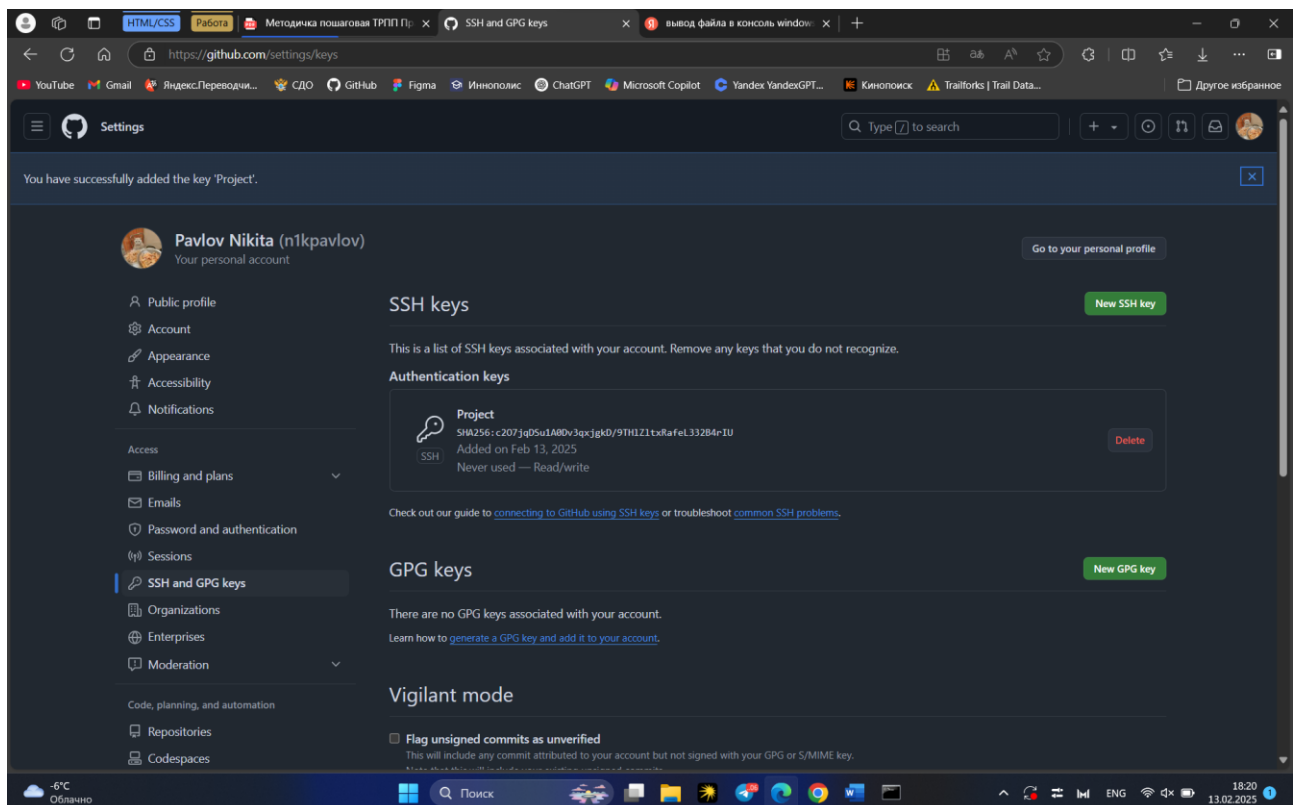 HTML/CSS Работа Методичка пошаговая ТРПП Пр SSH and GPG keys вывод файла в консоль window
https://github.com/settings/keys
YouTube Gmail Яндекс.Переводчи... СДО GitHub Figma Иннополис ChatGPT Microsoft Copilot Yandex YandexGPT... Кинопоиск Trailforks | Trail Data... Другое избранное
Settings Type / to search
You have successfully added the key 'Project'.
Pavlov Nikita (n1kpavlov)
Your personal account
Go to your personal profile
Public profile
Account
Appearance
Accessibility
Notifications
Access
Billing and plans
Emails
Password and authentication
Sessions
SSH and GPG keys
Organizations
Enterprises
Moderation
Code, planning, and automation
Repositories
Codespaces
SSH keys
New SSH key
This is a list of SSH keys associated with your account. Remove any keys that you do not recognize.
Authentication keys
Project
SSH
Added on Feb 13, 2025
Never used — Read/write
Delete
Check out our guide to connecting to GitHub using SSH keys or troubleshoot common SSH problems.
GPG keys
New GPG key
There are no GPG keys associated with your account.
Learn how to generate a GPG key and add it to your account.
Vigilant mode
Flag unsigned commits as unverified
This will include any commit attributed to your account but not signed with your GPG or S/MIME key.
-6°C
Облачно
Поиск
ENG
18:20
13.02.2025
1